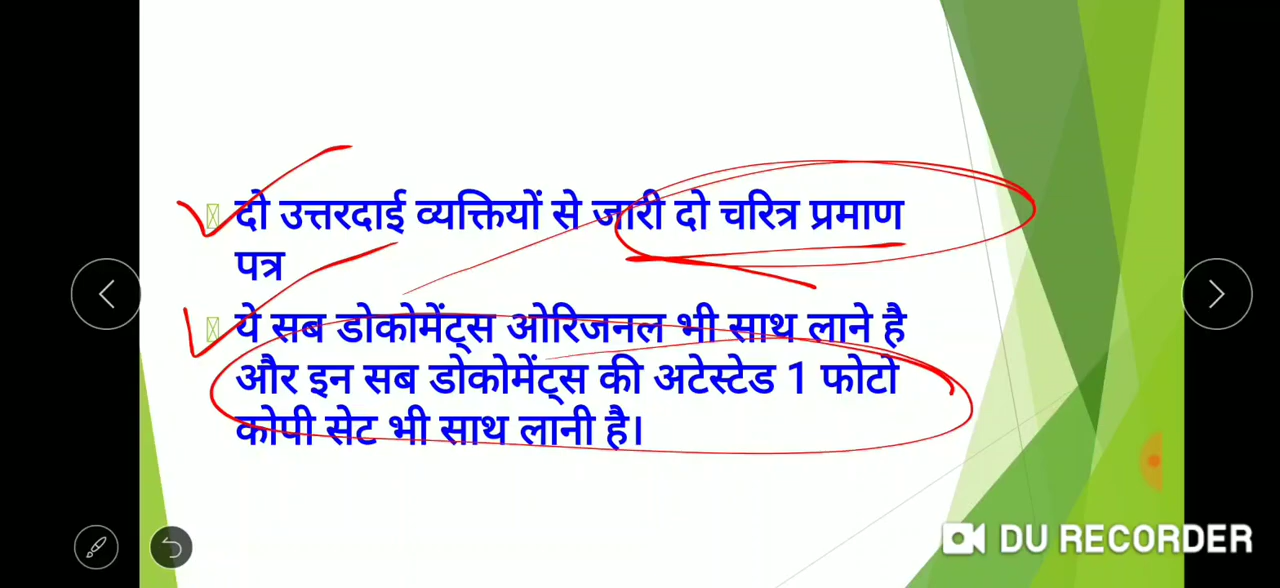 दो उत्तरदाई व्यक्तियों से जारी दो चरित्र प्रमाण
पत्र
ये सब डोकोमेंट्स ओरिजनल भी साथ लाने है
और इन सब डोकोमेंट्स की अटेस्टेड 1 फोटो
कोपी सेट भी साथ लानी है।
DU RECORDER